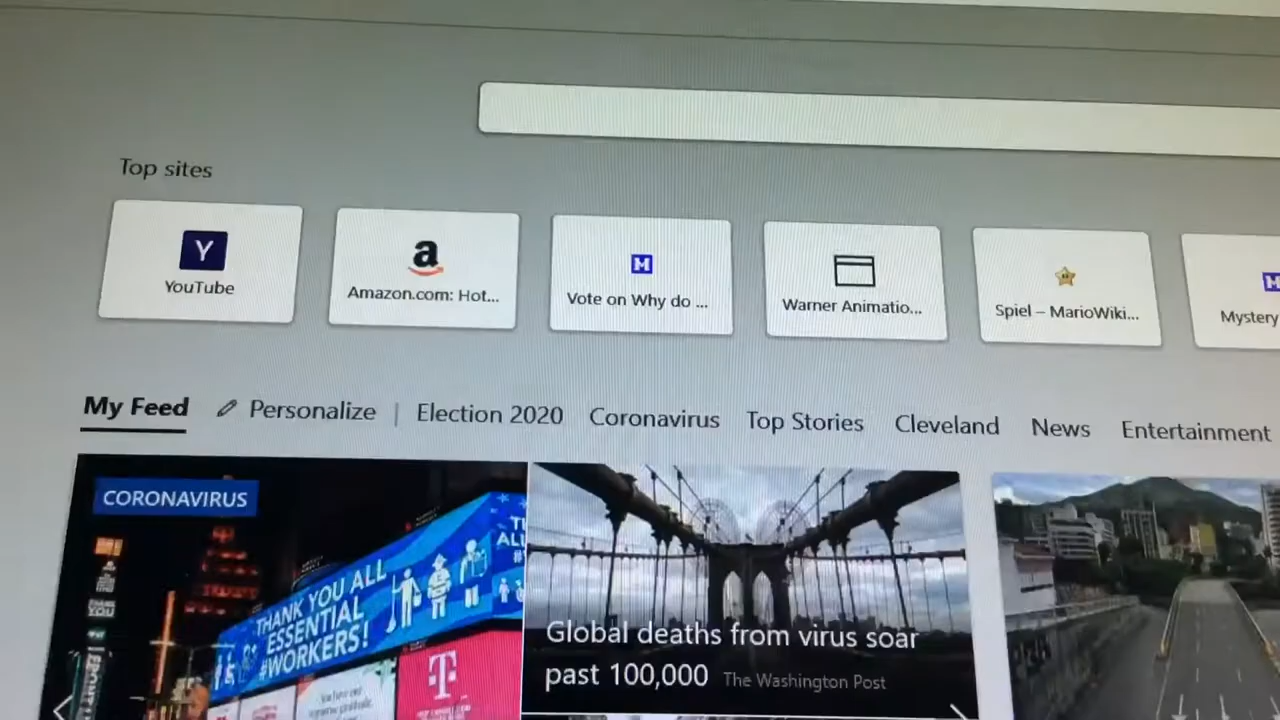 Top sites
Y
YouTube
a
Amazon.com: Hot...
Vote on Why do ...
Warner Animatio...
Spiel – MarioWiki...
Mystery
My Feed
Personalize
Election 2020
Coronavirus
Top Stories
Cleveland
News
Entertainment
CORONAVIRUS
THANK YOU ALL
ESSENTIAL
#WORKERS!
T
Global deaths from virus soar
past 100,000 The Washington Post